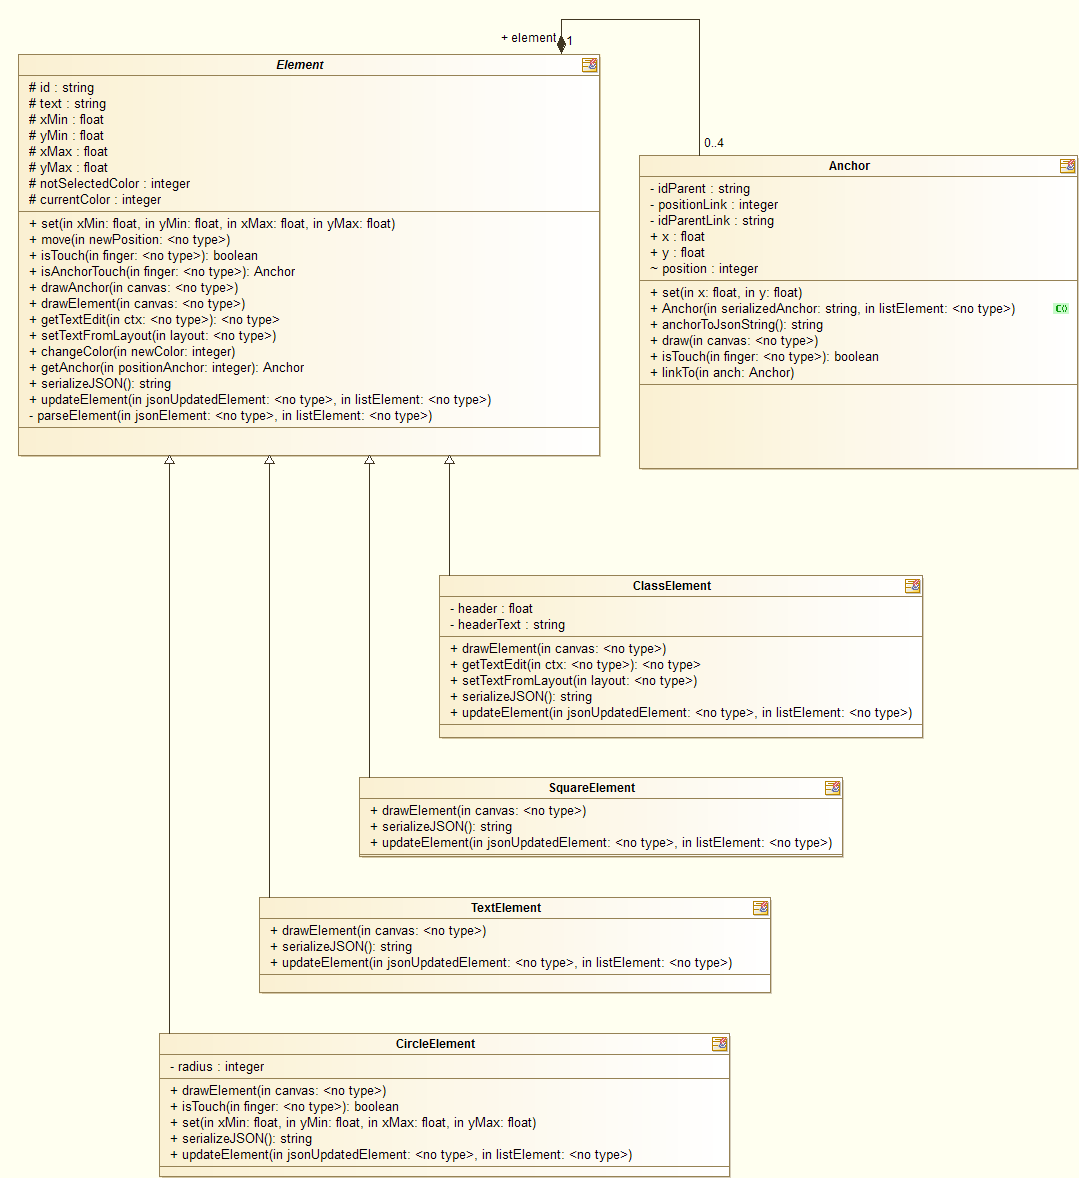 + element
1
0..4
Element
# id : string
# text : string
# xMin : float
# yMin : float
# xMax : float
# yMax : float
# notSelectedColor : integer
# currentColor : integer
+ set(in xMin: float, in yMin: float, in xMax: float, in yMax: float)
+ move(in newPosition: <no type>)
+ isTouch(in finger: <no type>): boolean
+ isAnchorTouch(in finger: <no type>): Anchor
+ drawAnchor(in canvas: <no type>)
+ drawElement(in canvas: <no type>)
+ getTextEdit(in ctx: <no type>): <no type>
+ setTextFromLayout(in layout: <no type>)
+ changeColor(in newColor: integer)
+ getAnchor(in positionAnchor: integer): Anchor
+ serializeJSON(): string
+ updateElement(in jsonUpdatedElement: <no type>, in listElement: <no type>)
- parseElement(in jsonElement: <no type>, in listElement: <no type>)
Anchor
- idParent : string
- positionLink : integer
- idParentLink : string
+ x : float
+ y : float
~ position : integer
+ set(in x: float, in y: float)
+ Anchor(in serializedAnchor: string, in listElement: <no type>)
C()
+ anchorToJsonString(): string
+ draw(in canvas: <no type>)
+ isTouch(in finger: <no type>): boolean
+ linkTo(in anch: Anchor)
ClassElement
- header : float
- headerText : string
+ drawElement(in canvas: <no type>)
+ getTextEdit(in ctx: <no type>): <no type>
+ setTextFromLayout(in layout: <no type>)
+ serializeJSON(): string
+ updateElement(in jsonUpdatedElement: <no type>, in listElement: <no type>)
SquareElement
+ drawElement(in canvas: <no type>)
+ serializeJSON(): string
+ updateElement(in jsonUpdatedElement: <no type>, in listElement: <no type>)
TextElement
+ drawElement(in canvas: <no type>)
+ serializeJSON(): string
+ updateElement(in jsonUpdatedElement: <no type>, in listElement: <no type>)
CircleElement
- radius : integer
+ drawElement(in canvas: <no type>)
+ isTouch(in finger: <no type>): boolean
+ set(in xMin: float, in yMin: float, in xMax: float, in yMax: float)
+ serializeJSON(): string
+ updateElement(in jsonUpdatedElement: <no type>, in listElement: <no type>)